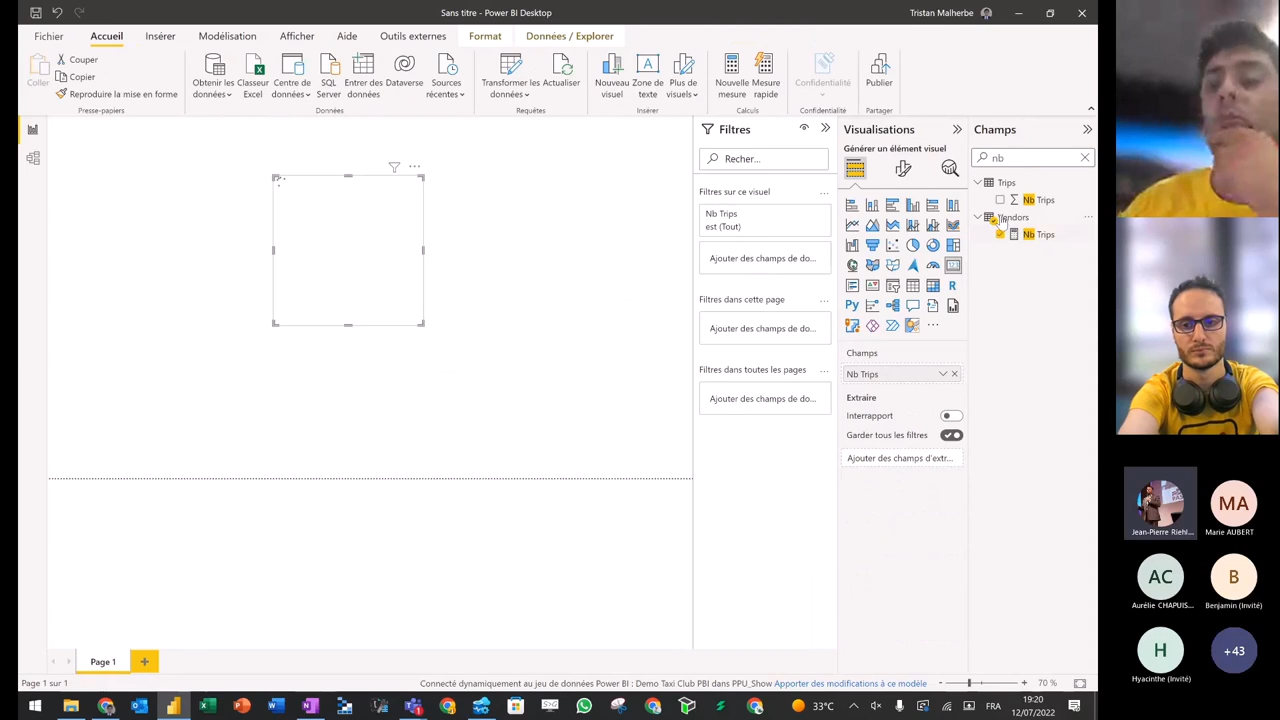 Sans titre - Power BI Desktop
Tristan Malherbe
Fichier
Accueil
Insérer
Modélisation
Afficher
Aide
Outils externes
Format
Données / Explorer
Coller
Couper
Copier
Reproduire la mise en forme
Presse-papiers
Obtenir les données
Classeur Excel
Centre de données
SQL Server
Entrer des données
Dataverse
Sources récentes
Données
Transformer les données
Actualiser
Requêtes
Nouveau visuel
Zone de texte
Plus de visuels
Insérer
Nouvelle mesure
Mesure rapide
Calculs
Confidentialité
Confidentialité
Publier
Partager
Filtres
Recher...
Filtres sur ce visuel
Nb Trips
est (Tout)
Ajouter des champs de do...
Filtres dans cette page
Ajouter des champs de do...
Filtres dans toutes les pages
Ajouter des champs de do...
Visualisations
Générer un élément visuel
Champs
Nb Trips
Extraire
Interrapport
Garder tous les filtres
Ajouter des champs d'extr...
Champs
nb
Trips
Nb Trips
Vendors
Nb Trips
Jean-Pierre Riehl...
MA
Marie AUBERT
AC
Aurélie CHAPUIS...
B
Benjamin (Invité)
H
Hyacinthe (Invité)
+43
Page 1
Page 1 sur 1
Connecté dynamiquement au jeu de données Power BI : Demo Taxi Club PBI dans PPU_Show Apporter des modifications à ce modèle
70 %
33°C
FRA
19:20
12/07/2022